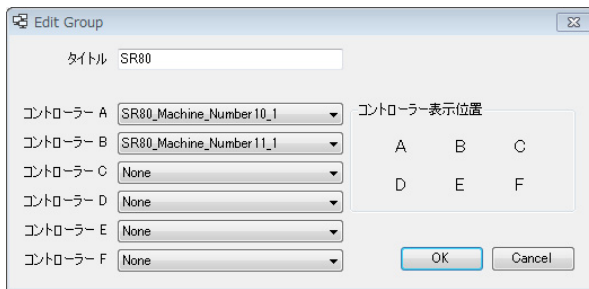 Edit Group
タイトル SR80
コントローラー A SR80_Machine_Number10_1
コントローラー B SR80_Machine_Number11_1
コントローラー C None
コントローラー D None
コントローラー E None
コントローラー F None
コントローラー表示位置
A B C
D E F
OK Cancel